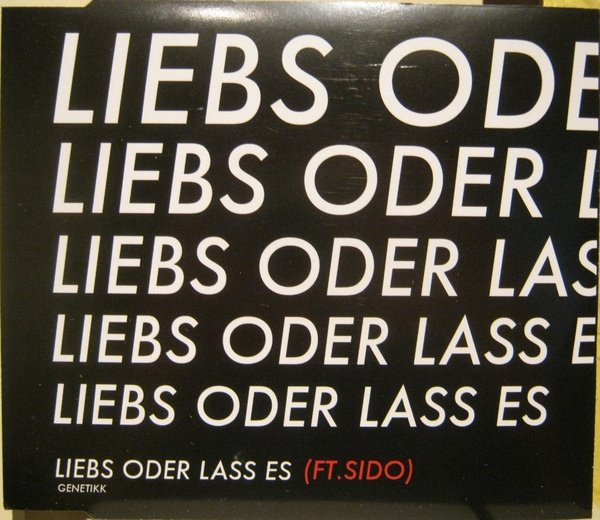 LIEBS ODE
LIEBS ODER L
LIEBS ODER LAS
LIEBS ODER LASS E
LIEBS ODER LASS ES
LIEBS ODER LASS ES (FT.SIDO)
GENETIKK